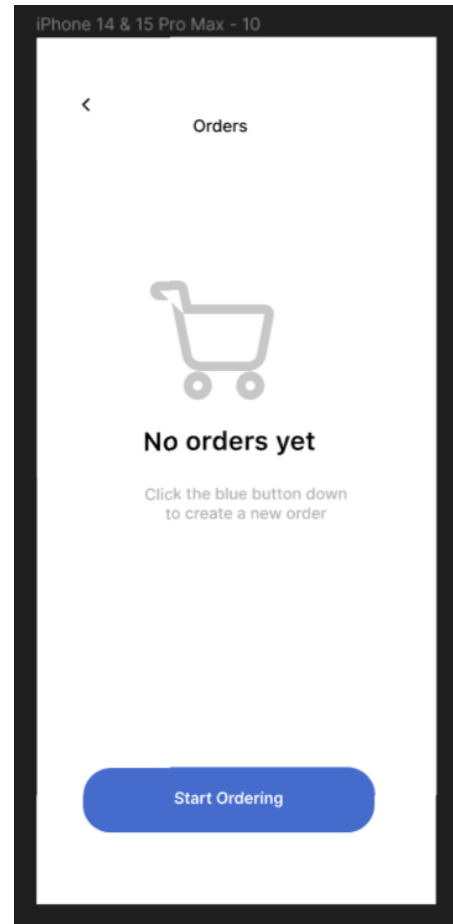 iPhone 14 & 15 Pro Max - 10
Orders
No orders yet
Click the blue button down
to create a new order
Start Ordering